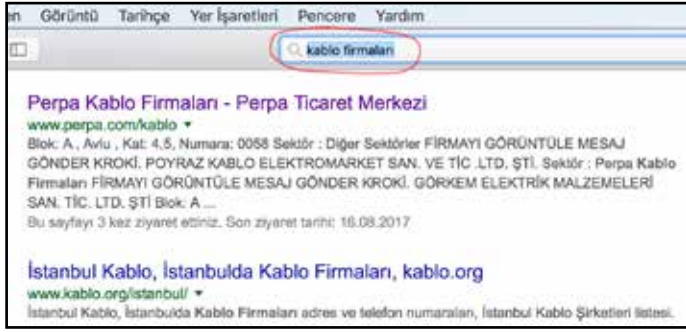 en Görüntü Tarihçe Yer İşaretleri Pencere Yardım
kablo firmaları
Perpa Kablo Firmaları - Perpa Ticaret Merkezi
www.perpa.com/kablo
Blok: A , Avlu , Kat: 4,5, Numara: 0058 Sektör : Diğer Sektörler FİRMAYI GÖRÜNTÜLE MESAJ
GÖNDER KROKİ. POYRAZ KABLO ELEKTROMARKET SAN. VE TİC .LTD. ŞTİ. Sektör : Perpa Kablo
Firmaları FİRMAYI GÖRÜNTÜLE MESAJ GÖNDER KROKİ. GÖRKEM ELEKTRİK MALZEMELERİ
SAN. TİC. LTD. ŞTİ Blok: A ...
Bu sayfayı 3 kez ziyaret ettiniz. Son ziyaret tarihi: 16.08.2017
İstanbul Kablo, İstanbulda Kablo Firmaları, kablo.org
www.kablo.org/istanbul/
İstanbul Kablo, İstanbulda Kablo Firmaları adres ve telefon numaraları, İstanbul Kablo Şirketleri listesi.